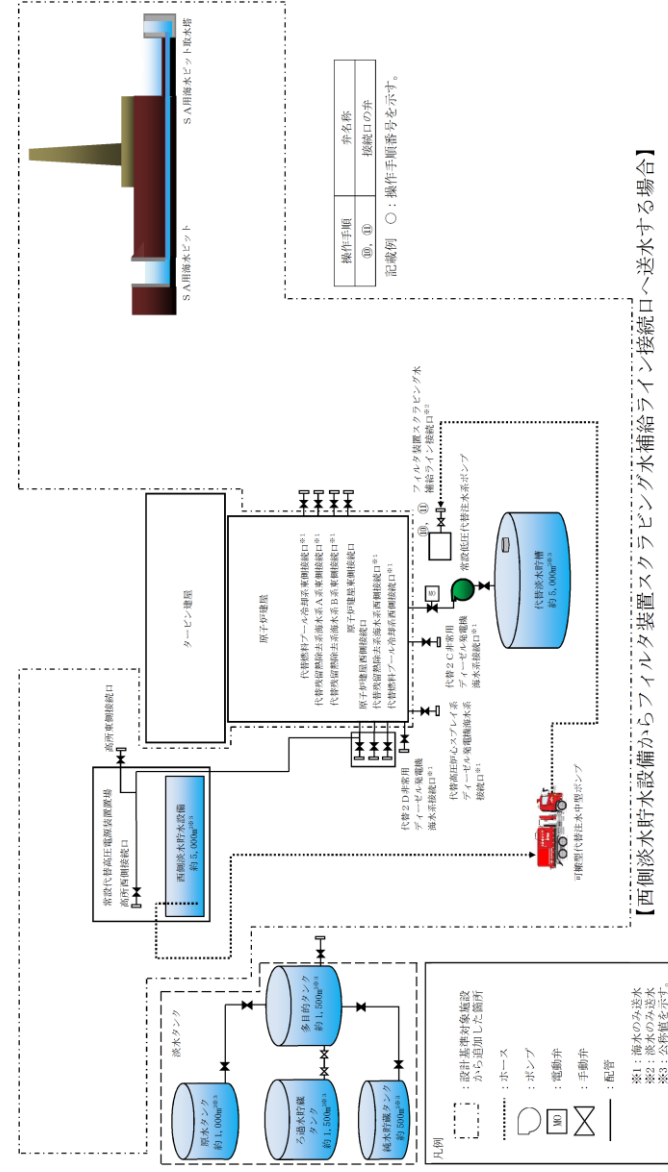 ＳＡ用海水ピット取水塔
ＳＡ用海水ピット
操作手順
弁名称
⑩，⑪
接続口の弁
記載例　○：操作手順番号を示す。
タービン建屋
原子炉建屋
代替燃料プール冷却系東側接続口※1
代替残留熱除去系海水系Ａ系東側接続口※1
代替残留熱除去系海水系Ｂ系東側接続口※1
原子炉建屋東側接続口
原子炉建屋西側接続口
代替残留熱除去系海水系西側接続口※1
代替燃料プール冷却系西側接続口※1
高所東側接続口
常設代替高圧電源装置置場
高所西側接続口
西側淡水貯水設備
約5,000m³※3
代替２Ｄ非常用
ディーゼル発電機
海水系接続口※1
代替高圧炉心スプレイ系
ディーゼル発電機海水系
接続口※1
代替２Ｃ非常用
ディーゼル発電機
海水系接続口※1
MO
常設低圧代替注水系ポンプ
⑩，⑪
フィルタ装置スクラビング水
補給ライン接続口※2
代替淡水貯槽
約5,000m³※3
可搬型代替注水中型ポンプ
淡水タンク
原水タンク
約1,000m³※3
ろ過水貯蔵
タンク
約1,500m³※3
純水貯蔵タンク
約500m³※3
多目的タンク
約1,500m³※3
凡例
：設計基準対象施設
から追加した箇所
：ホース
：ポンプ
MO
：電動弁
：手動弁
：配管
※1：海水のみ送水
※2：淡水のみ送水
※3：公称値を示す。
【西側淡水貯水設備からフィルタ装置スクラビング水補給ライン接続口へ送水する場合】